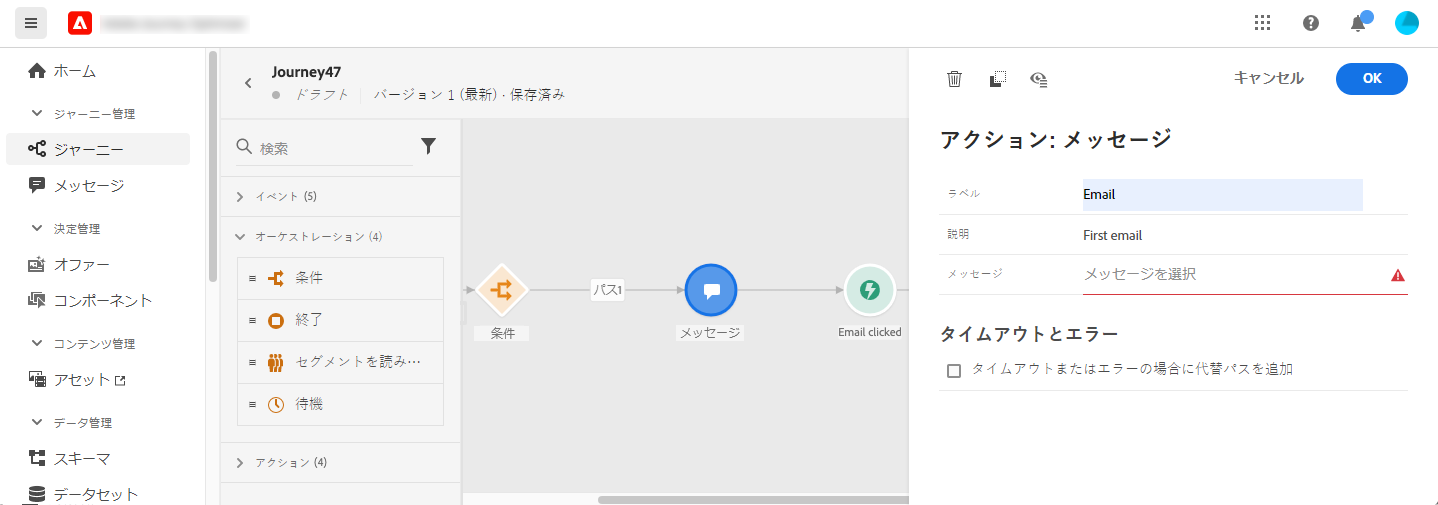 ホーム
ジャーニー管理
ジャーニー
メッセージ
決定管理
オファー
コンポーネント
コンテンツ管理
アセット
データ管理
スキーマ
データセット
Journey47
ドラフト バージョン 1 (最新)・保存済み
検索
イベント (5)
オーケストレーション (4)
条件
終了
セグメントを読み…
待機
アクション (4)
条件
パス1
メッセージ
Email clicked
キャンセル OK
アクション: メッセージ
ラベル Email
説明 First email
メッセージ メッセージを選択
タイムアウトとエラー
タイムアウトまたはエラーの場合に代替パスを追加